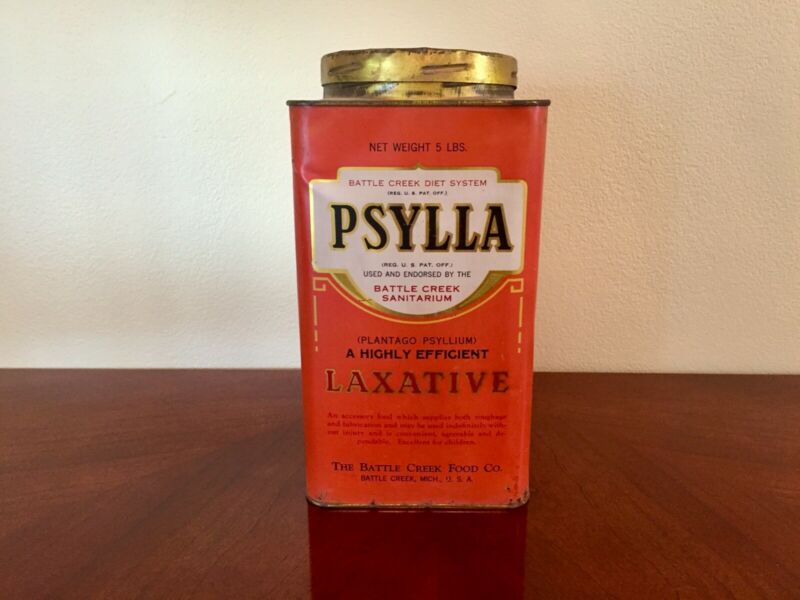 NET WEIGHT 5 LBS.
BATTLE CREEK DIET SYSTEM
(REG. U. S. PAT. OFF.)
PSYLLA
(REG. U. S. PAT. OFF.)
USED AND ENDORSED BY THE
BATTLE CREEK
SANITARIUM
(PLANTAGO PSYLLIUM)
A HIGHLY EFFICIENT
LAXATIVE
An accessory food which supplies both roughage
and lubrication and may be used indefinitely with-
out injury and is convenient, agreeable and de-
pendable. Excellent for children.
THE BATTLE CREEK FOOD CO.
BATTLE CREEK, MICH., U. S. A.